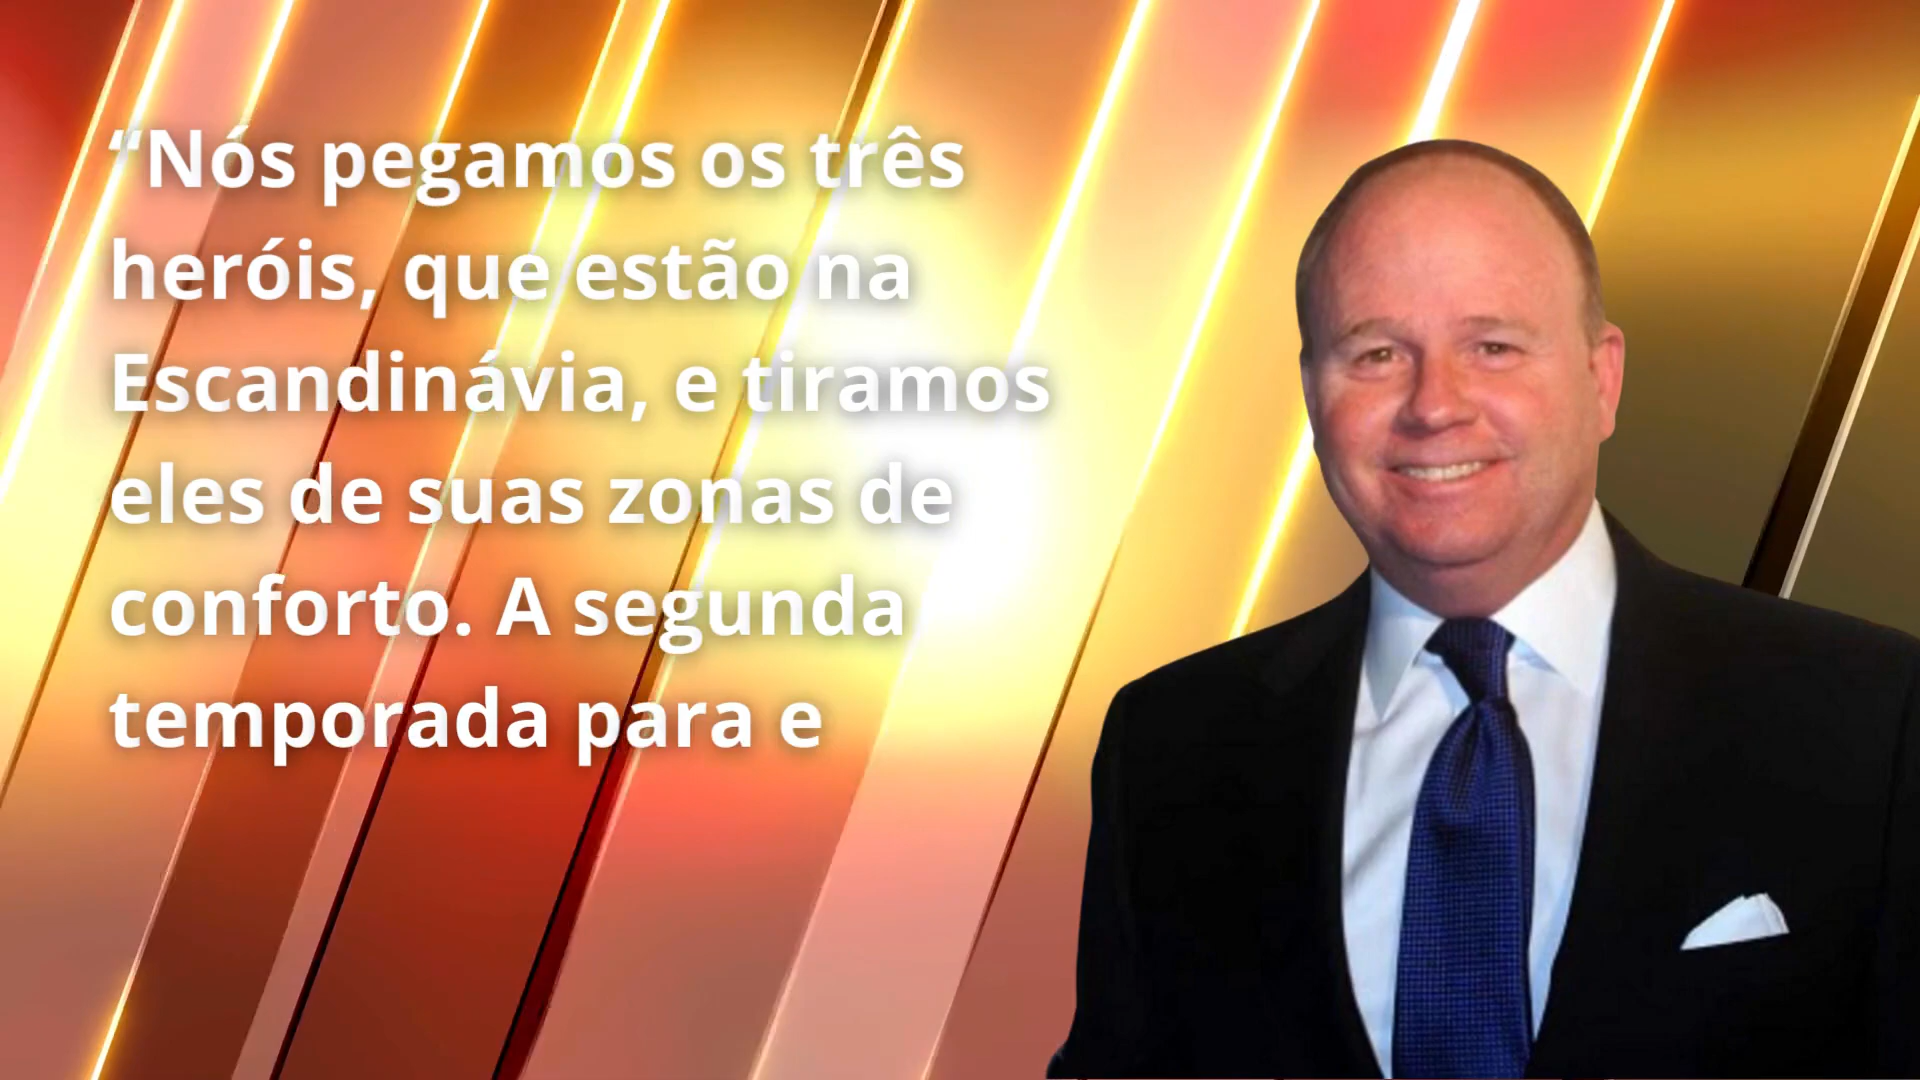 “Nós pegamos os três
heróis, que estão na
Escandinávia, e tiramos
eles de suas zonas de
conforto. A segunda
temporada para e